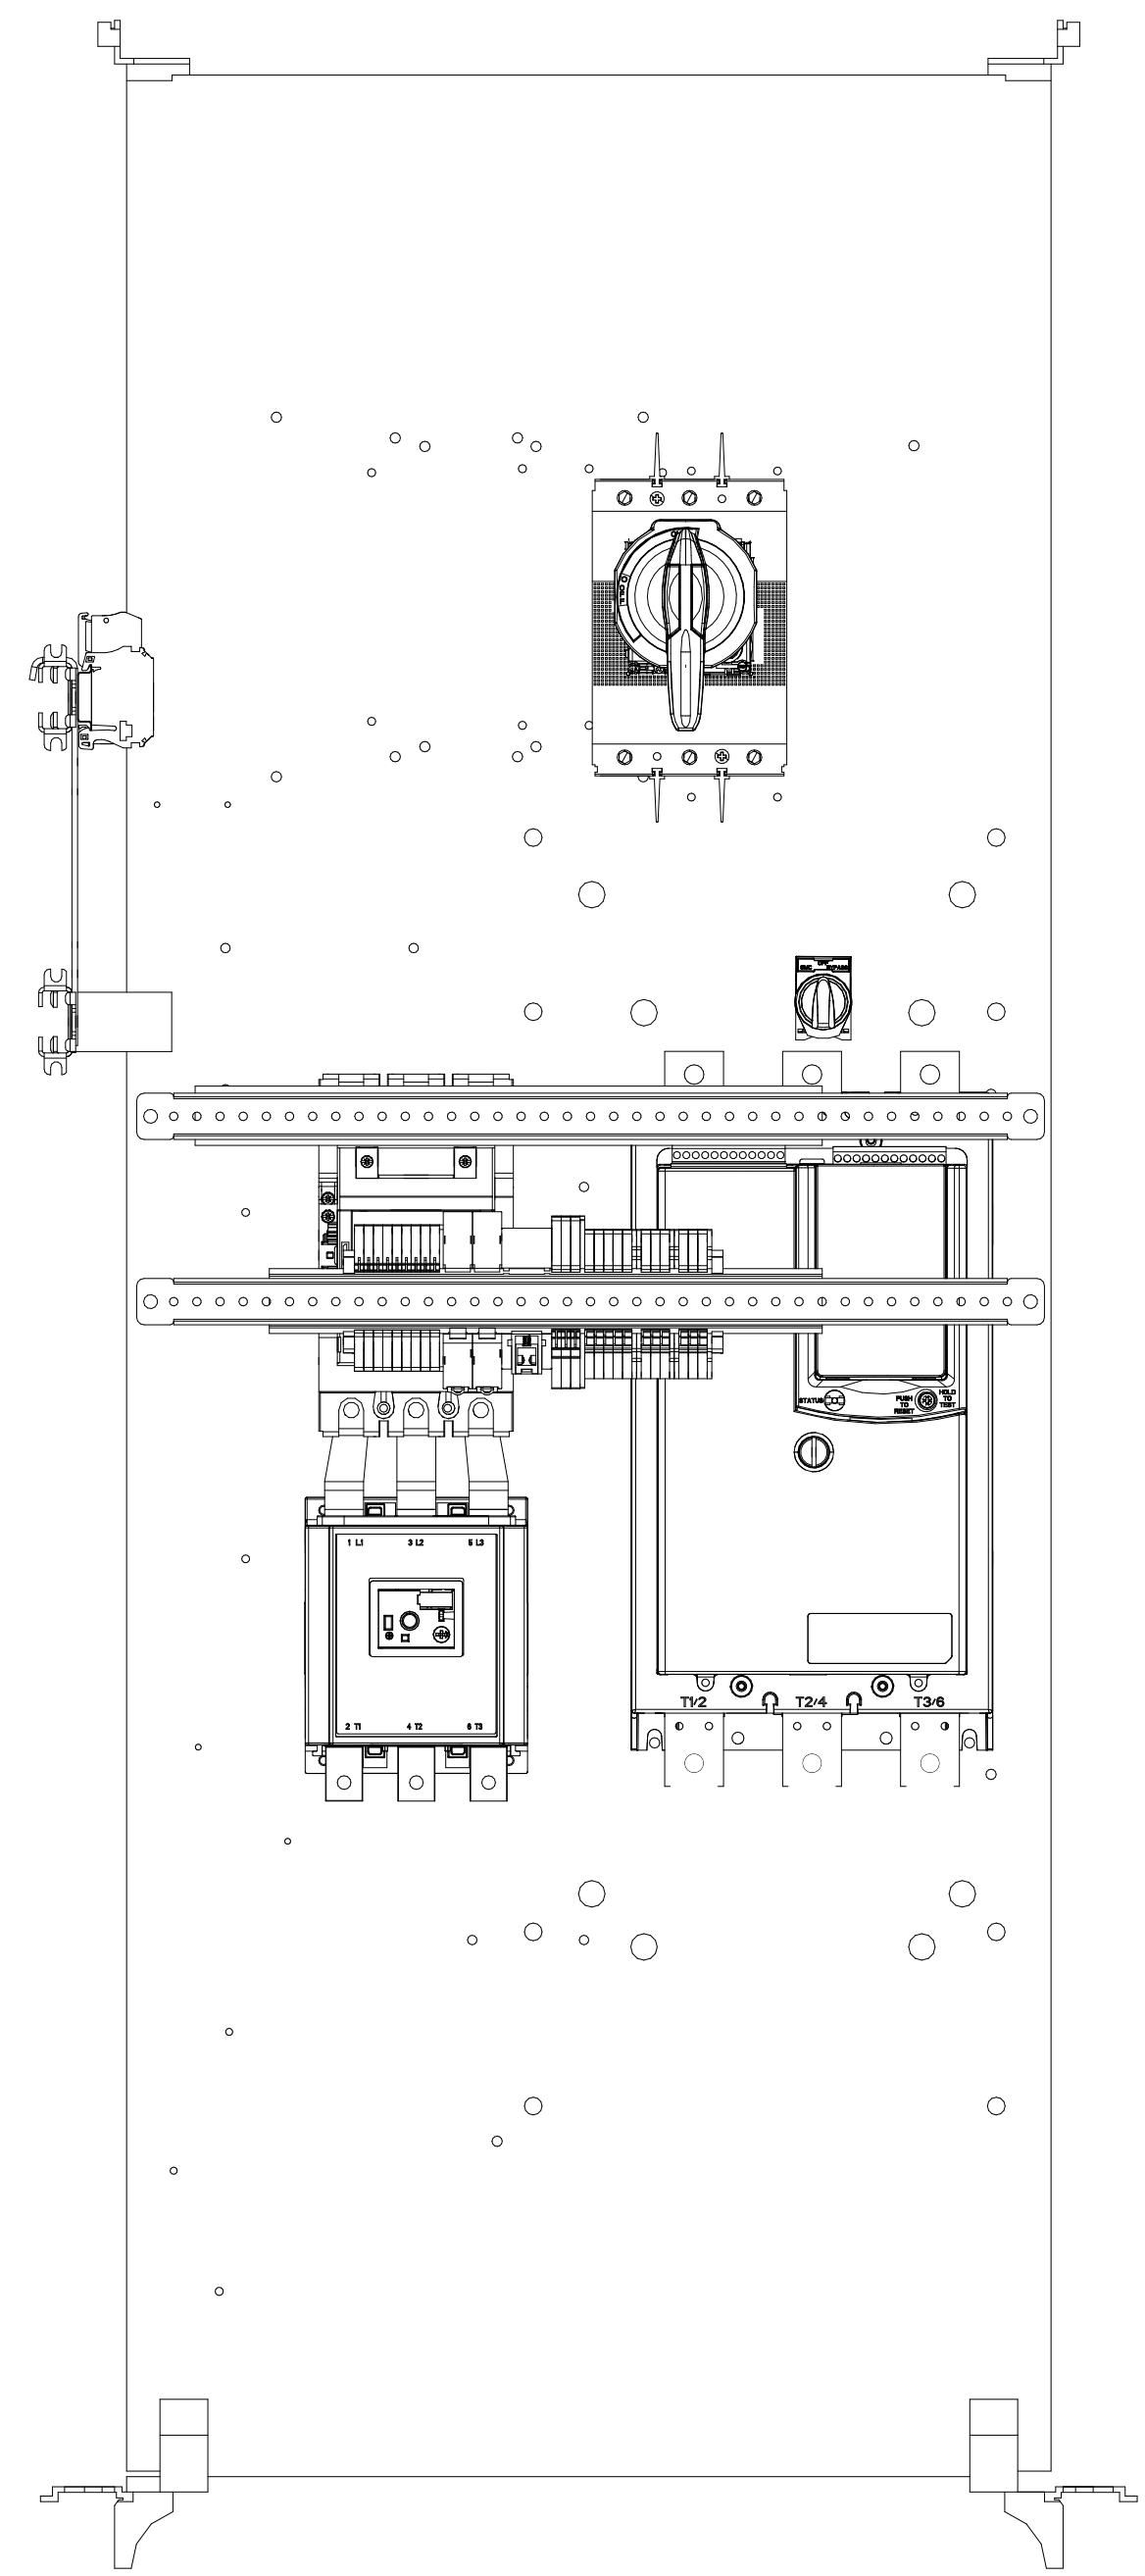 OFF
SMC BYPASS
STATUS
PUSH
TO
RESET
HOLD
TO
TEST
1 L1 3 L2 5 L3
T1/2 T2/4 T3/6
2 T1 4 T2 6 T3